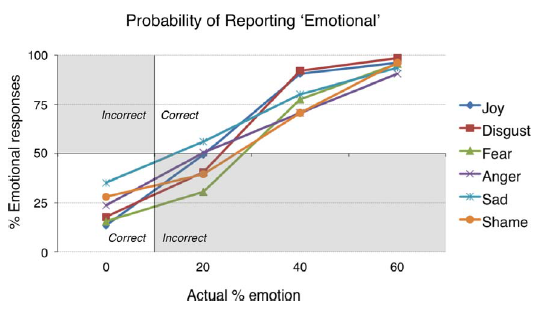 Probability of Reporting ‘Emotional’
% Emotional responses
100
75
50
25
0
Incorrect
Correct
Correct
Incorrect
0
20
40
60
Actual % emotion
Joy
Disgust
Fear
Anger
Sad
Shame